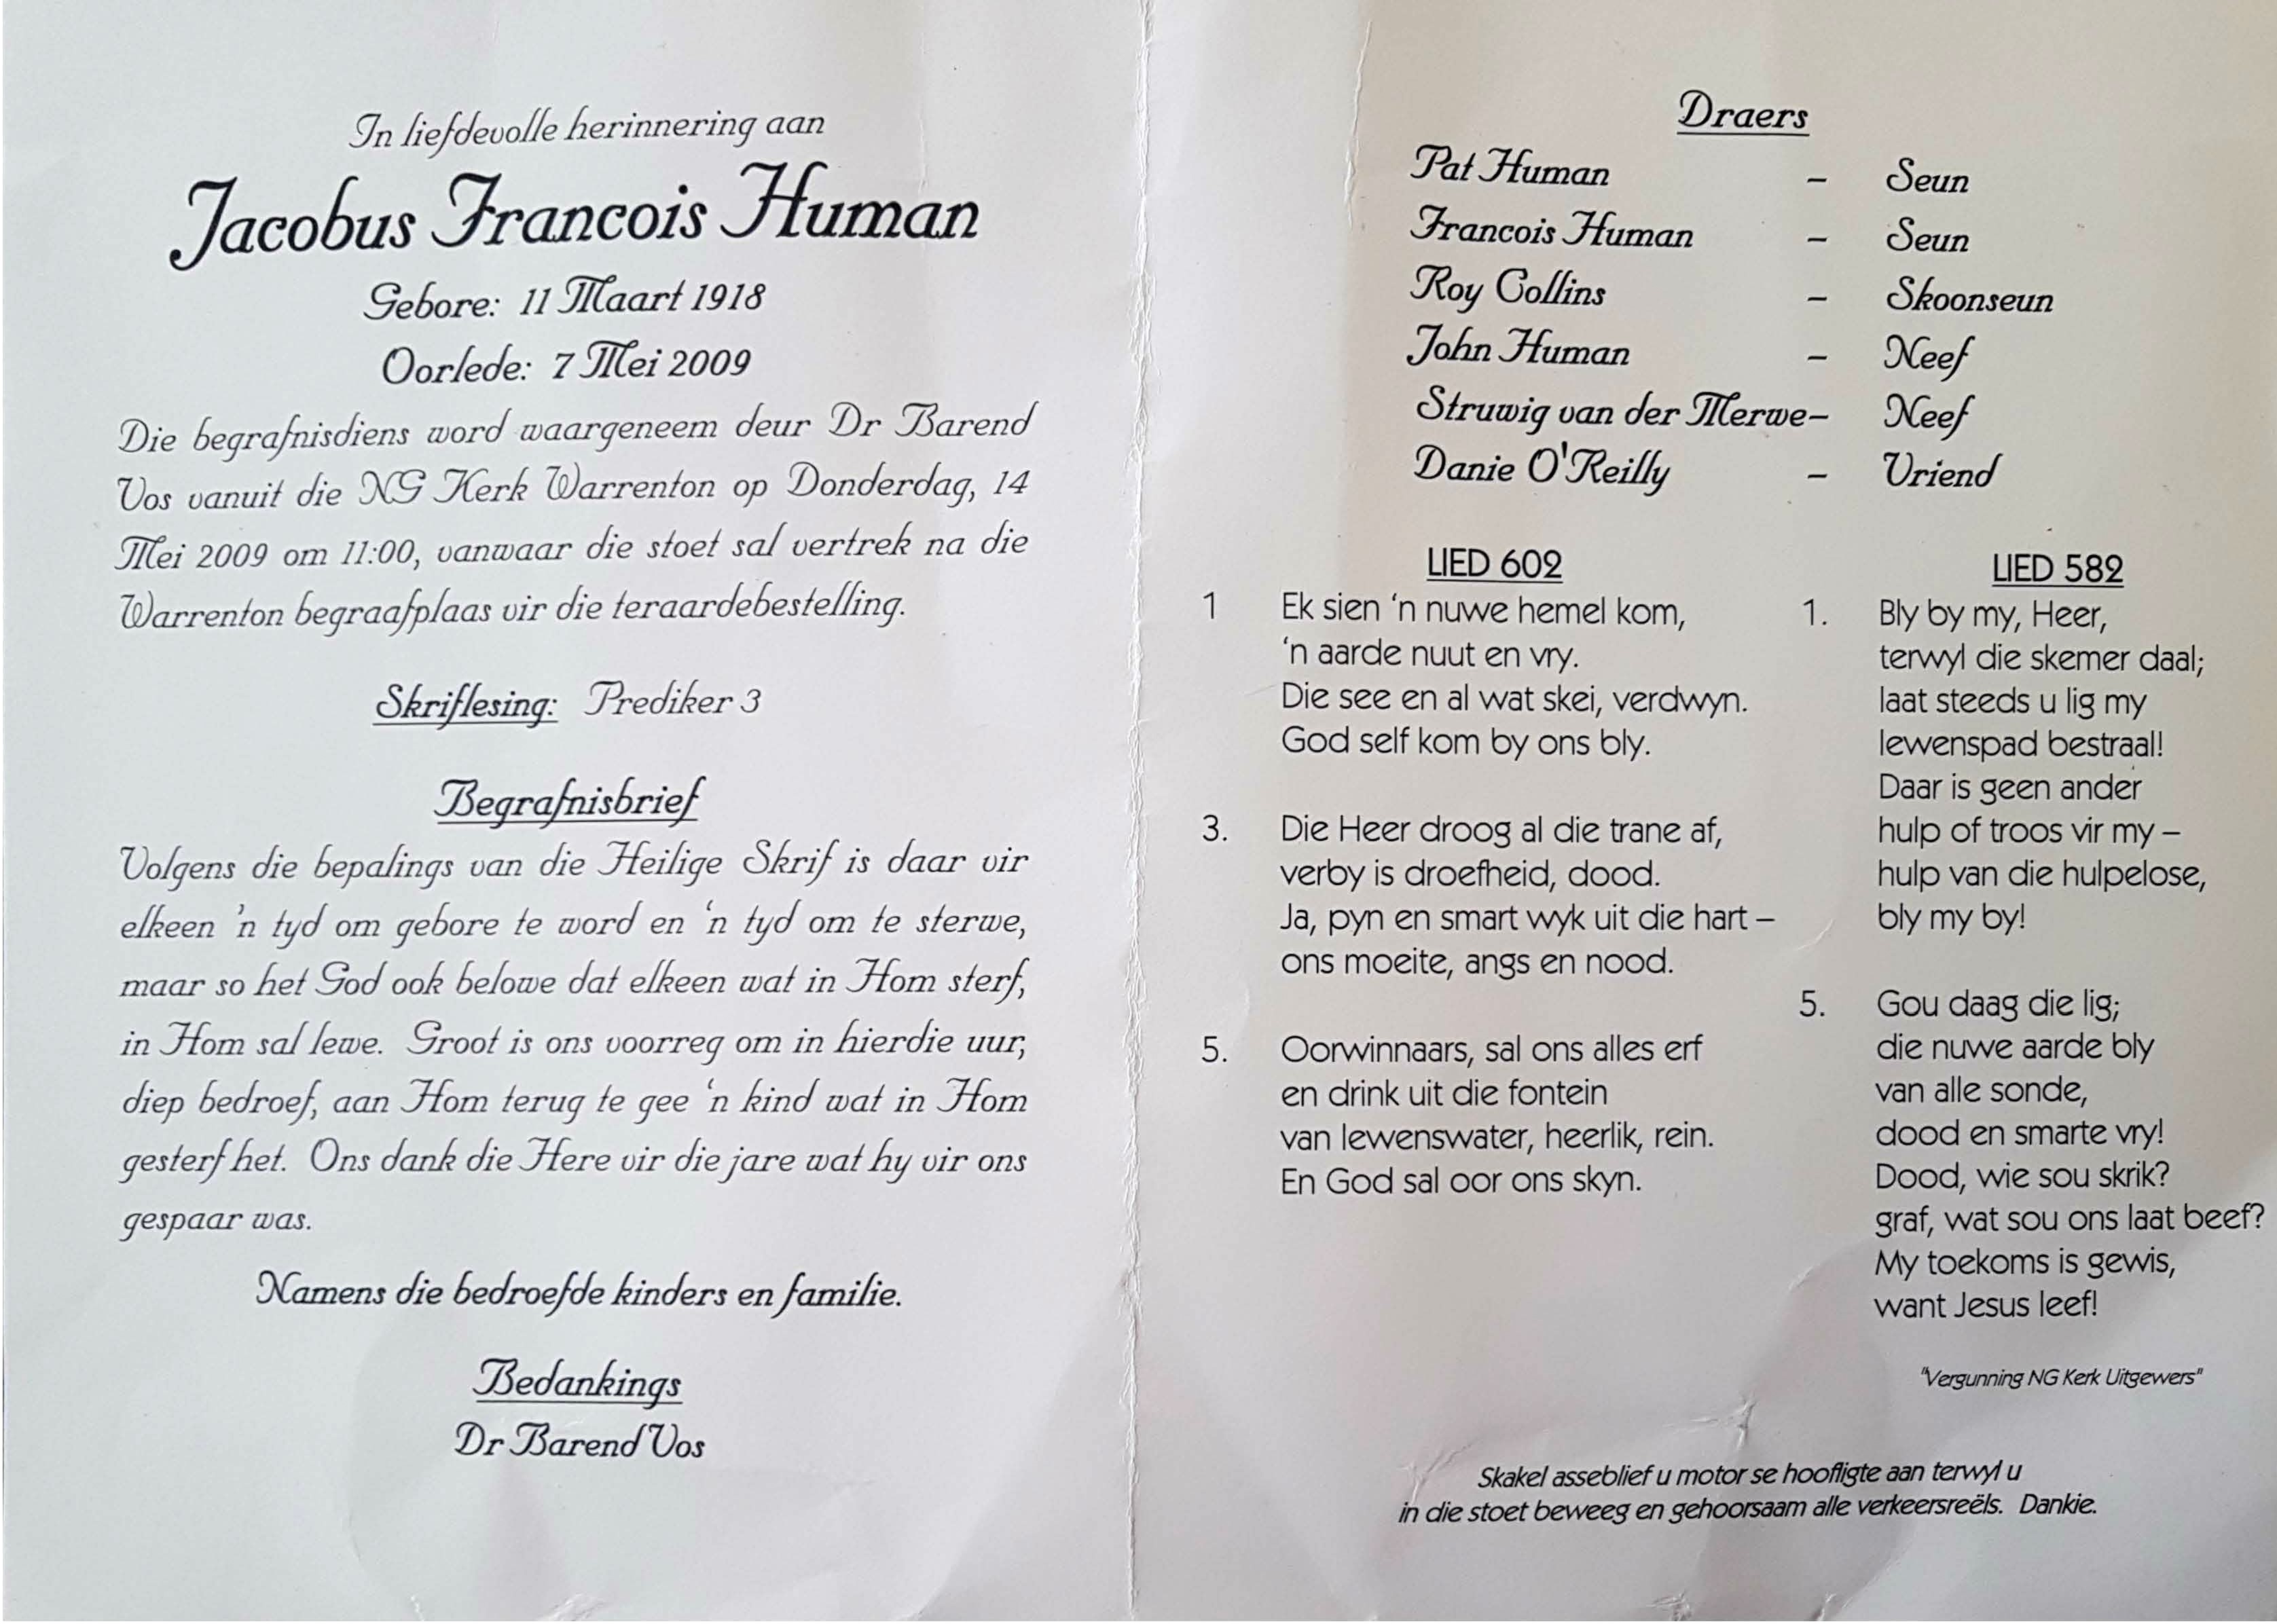 In liefdevolle herinnering aan
Jacobus Francois Human
Gebore: 11 Maart 1918
Oorlede: 7 Mei 2009
Die begrafnisdiens word waargeneem deur Dr Barend
Vos vanuit die NG Kerk Warrenton op Donderdag, 14
Mei 2009 om 11:00, vanwaar die stoet sal vertrek na die
Warrenton begraafplaas vir die teraardebestelling.
Skriflesing: Prediker 3
Begrafnisbrief
Volgens die bepalings van die Heilige Skrif is daar vir
elkeen 'n tyd om gebore te word en 'n tyd om te sterwe,
maar so het God ook belowe dat elkeen wat in Hom sterf,
in Hom sal lewe. Groot is ons voorreg om in hierdie uur,
diep bedroef, aan Hom terug te gee 'n kind wat in Hom
gesterf het. Ons dank die Here vir die jare wat hy vir ons
gespaar was.
Namens die bedroefde kinders en familie.
Bedankings
Dr Barend Vos
Draers
Pat Human – Seun
Francois Human – Seun
Roy Collins – Skoonseun
John Human – Neef
Struwig van der Merwe– Neef
Danie O'Reilly – Vriend
LIED 602
1 Ek sien 'n nuwe hemel kom,
'n aarde nuut en vry.
Die see en al wat skei, verdwyn.
God self kom by ons bly.
3. Die Heer droog al die trane af,
verby is droefheid, dood.
Ja, pyn en smart wyk uit die hart –
ons moeite, angs en nood.
5. Oorwinnaars, sal ons alles erf
en drink uit die fontein
van lewenswater, heerlik, rein.
En God sal oor ons skyn.
LIED 582
1. Bly by my, Heer,
terwyl die skemer daal;
laat steeds u lig my
lewenspad bestraal!
Daar is geen ander
hulp of troos vir my –
hulp van die hulpelose,
bly my by!
5. Gou daag die lig;
die nuwe aarde bly
van alle sonde,
dood en smarte vry!
Dood, wie sou skrik?
graf, wat sou ons laat beef?
My toekoms is gewis,
want Jesus leef!
"Vergunning NG Kerk Uitgewers"
Skakel asseblief u motor se hoofligte aan terwyl u
in die stoet beweeg en gehoorsaam alle verkeersreëls. Dankie.